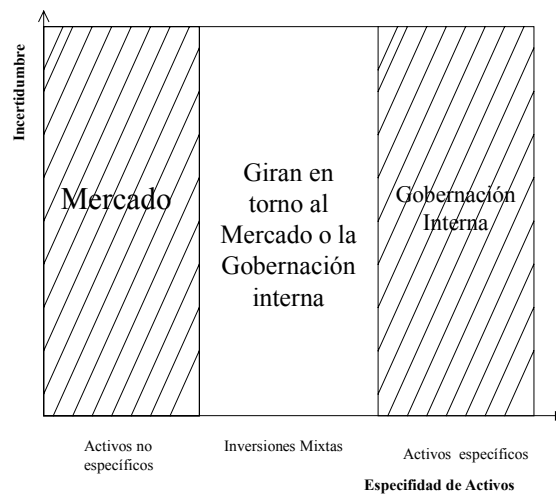 Incertidumbre
Mercado
Giran en
torno al
Mercado o la
Gobernación
interna
Gobernación
Interna
Activos no
específicos
Inversiones Mixtas
Activos específicos
Especifidad de Activos